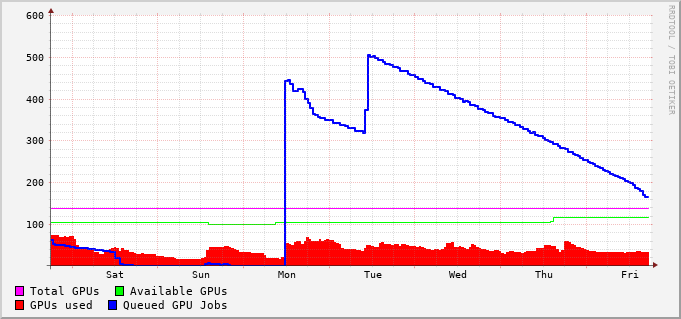 RRDTOOL / TOBI OETIKER
600
500
400
300
200
100
Sat Sun Mon Tue Wed Thu Fri
Total GPUs Available GPUs
GPUs used Queued GPU Jobs